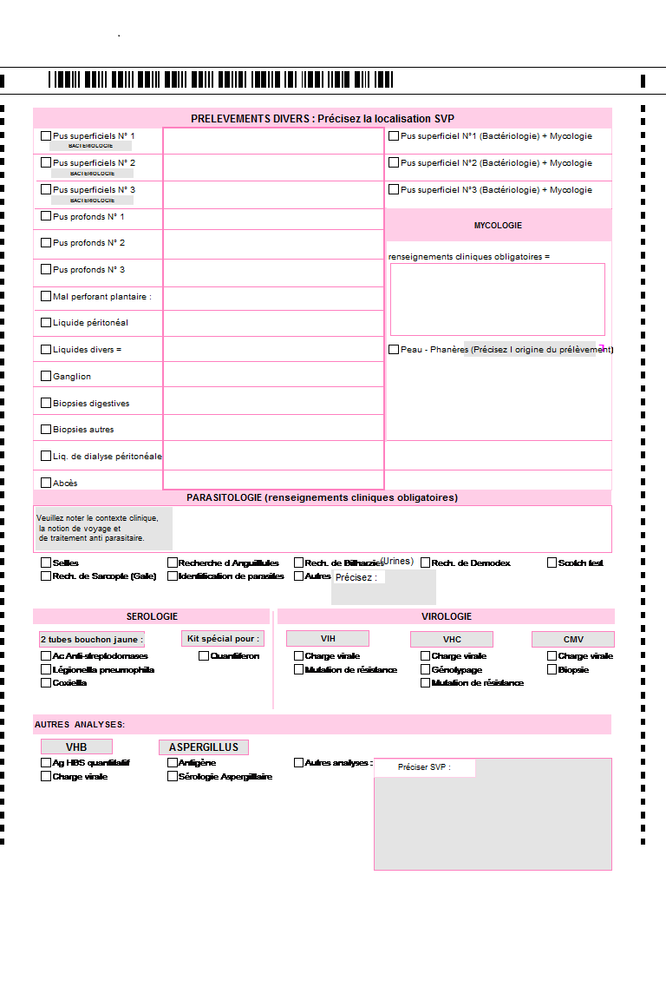 PRELEVEMENTS DIVERS : Précisez la localisation SVP
Pus superficiels N° 1
BACTERIOLOGIE
Pus superficiel N°1 (Bactériologie) + Mycologie
Pus superficiels N° 2
BACTERIOLOGIE
Pus superficiel N°2 (Bactériologie) + Mycologie
Pus superficiels N° 3
BACTERIOLOGIE
Pus superficiel N°3 (Bactériologie) + Mycologie
Pus profonds N° 1
MYCOLOGIE
Pus profonds N° 2
renseignements cliniques obligatoires =
Pus profonds N° 3
Mal perforant plantaire :
Liquide péritonéal
Liquides divers =
Peau - Phanères (Précisez l origine du prélèvement)
Ganglion
Biopsies digestives
Biopsies autres
Liq. de dialyse péritonéale
Abcès
PARASITOLOGIE (renseignements cliniques obligatoires)
Veuillez noter le contexte clinique,
la notion de voyage et
de traitement anti parasitaire.
Selles Recherche d Anguillules Rech. de Bilharzies (Urines) Rech. de Demodex Scotch test
Rech. de Sarcopte (Gale) Identification de parasites Autres Précisez :
SEROLOGIE VIROLOGIE
2 tubes bouchon jaune : Kit spécial pour : VIH VHC CMV
Ac Anti-streptodornases Quantiferon Charge virale Charge virale Charge virale
Légionella pneumophila Mutation de résistance Génotypage Biopsie
Coxiella Mutation de résistance
AUTRES ANALYSES:
VHB ASPERGILLUS
Ag HBS quantitatif Antigène Autres analyses : Préciser SVP :
Charge virale Sérologie Aspergillaire